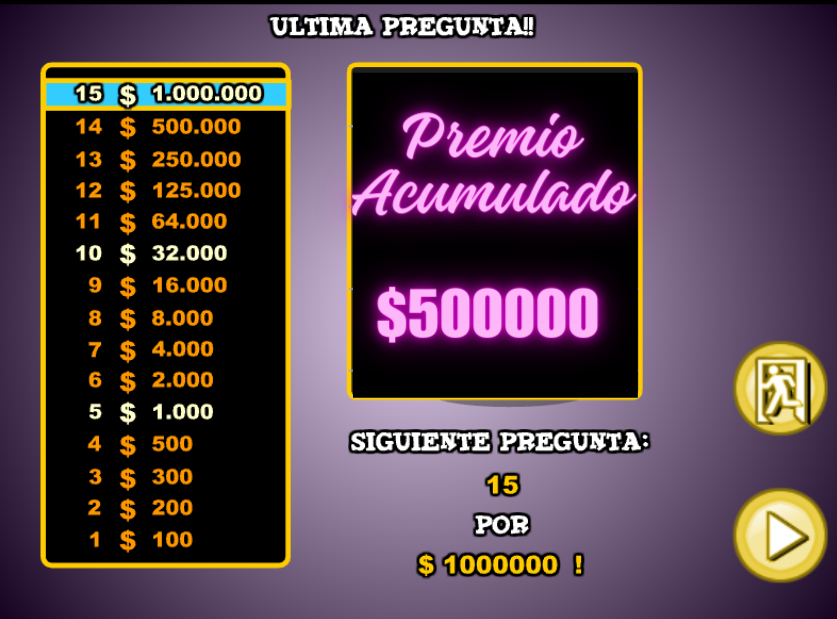 ULTIMA PREGUNTA!!
15 $ 1.000.000
14 $ 500.000
13 $ 250.000
12 $ 125.000
11 $ 64.000
10 $ 32.000
9 $ 16.000
8 $ 8.000
7 $ 4.000
6 $ 2.000
5 $ 1.000
4 $ 500
3 $ 300
2 $ 200
1 $ 100
Premio
Acumulado
$500000
SIGUIENTE PREGUNTA:
15
POR
$ 1000000 !